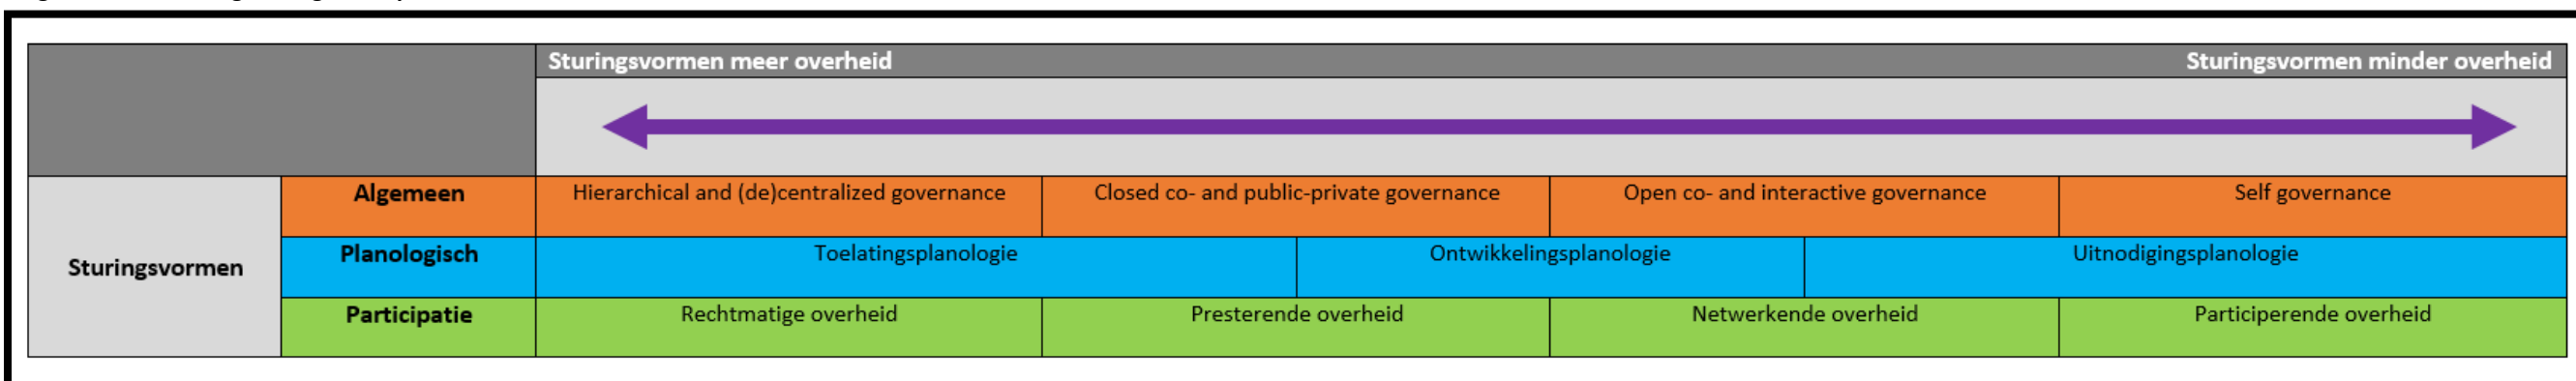 Sturingsvormen meer overheid Sturingsvormen minder overheid
Algemeen Hierarchical and (de)centralized governance Closed co- and public-private governance Open co- and interactive governance Self governance
Sturingsvormen
Planologisch Toelatingsplanologie Ontwikkelingsplanologie Uitnodigingsplanologie
Participatie Rechtmatige overheid Presterende overheid Netwerkende overheid Participerende overheid